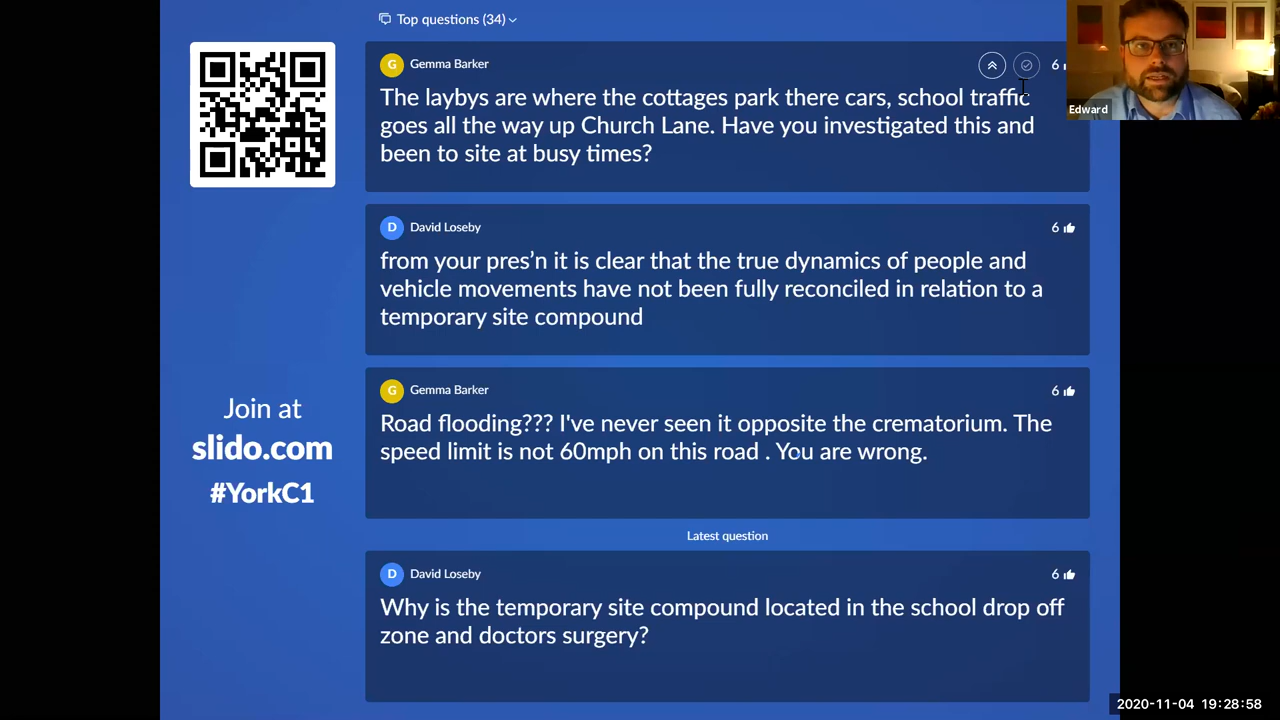 Top questions (34)
G Gemma Barker
6
The laybys are where the cottages park there cars, school traffic
goes all the way up Church Lane. Have you investigated this and
been to site at busy times?
Edward
D David Loseby
6
from your pres’n it is clear that the true dynamics of people and
vehicle movements have not been fully reconciled in relation to a
temporary site compound
G Gemma Barker
6
Road flooding??? I've never seen it opposite the crematorium. The
speed limit is not 60mph on this road . You are wrong.
Join at
slido.com
#YorkC1
Latest question
D David Loseby
6
Why is the temporary site compound located in the school drop off
zone and doctors surgery?
2020-11-04 19:28:58